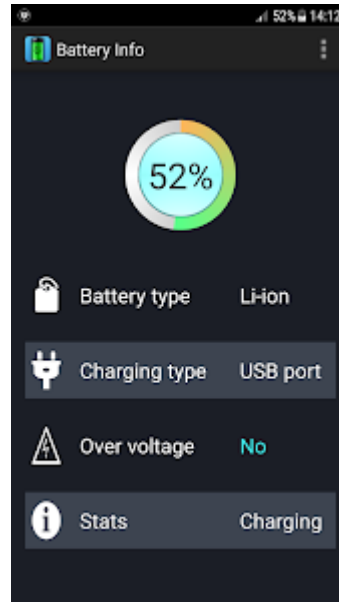 52% 14:12
Battery Info
52%
Battery type Li-ion
Charging type USB port
Over voltage No
Stats Charging